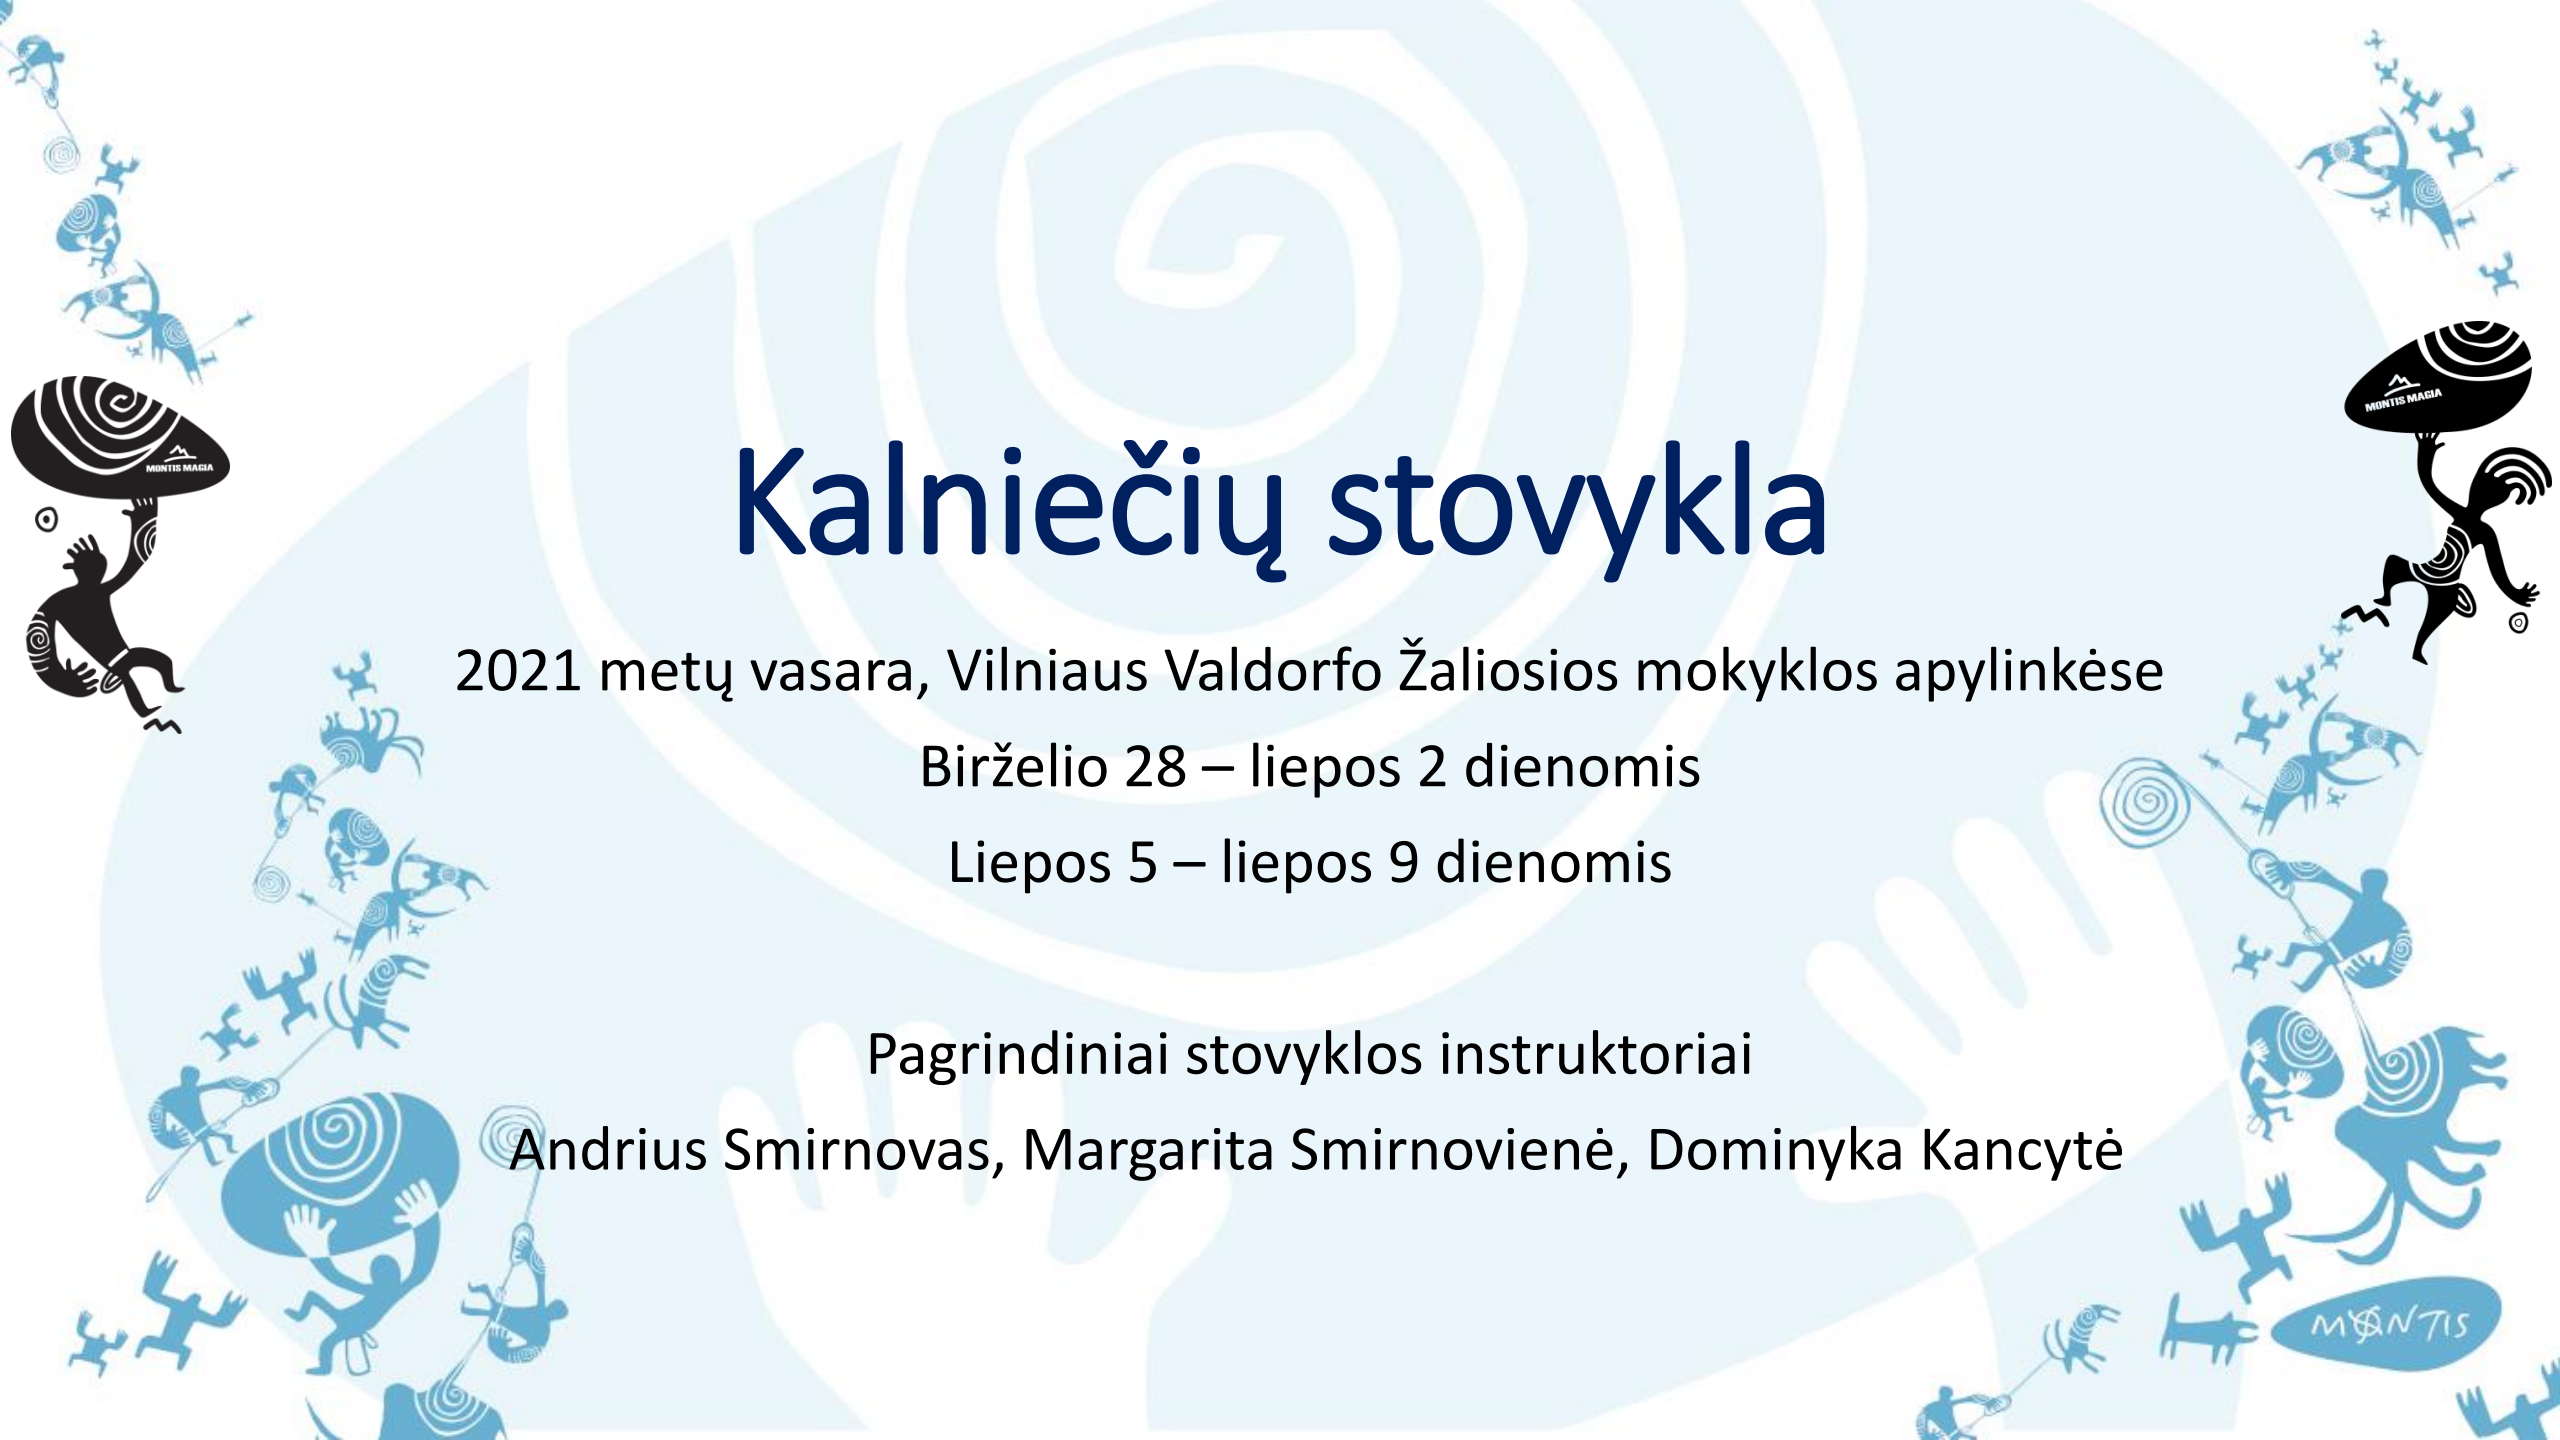 MONTIS MAGIA
MONTIS MAGIA
Kalniečių stovykla
2021 metų vasara, Vilniaus Valdorfo Žaliosios mokyklos apylinkėse
Birželio 28 – liepos 2 dienomis
Liepos 5 – liepos 9 dienomis
Pagrindiniai stovyklos instruktoriai
Andrius Smirnovas, Margarita Smirnovienė, Dominyka Kancytė
MONTIS